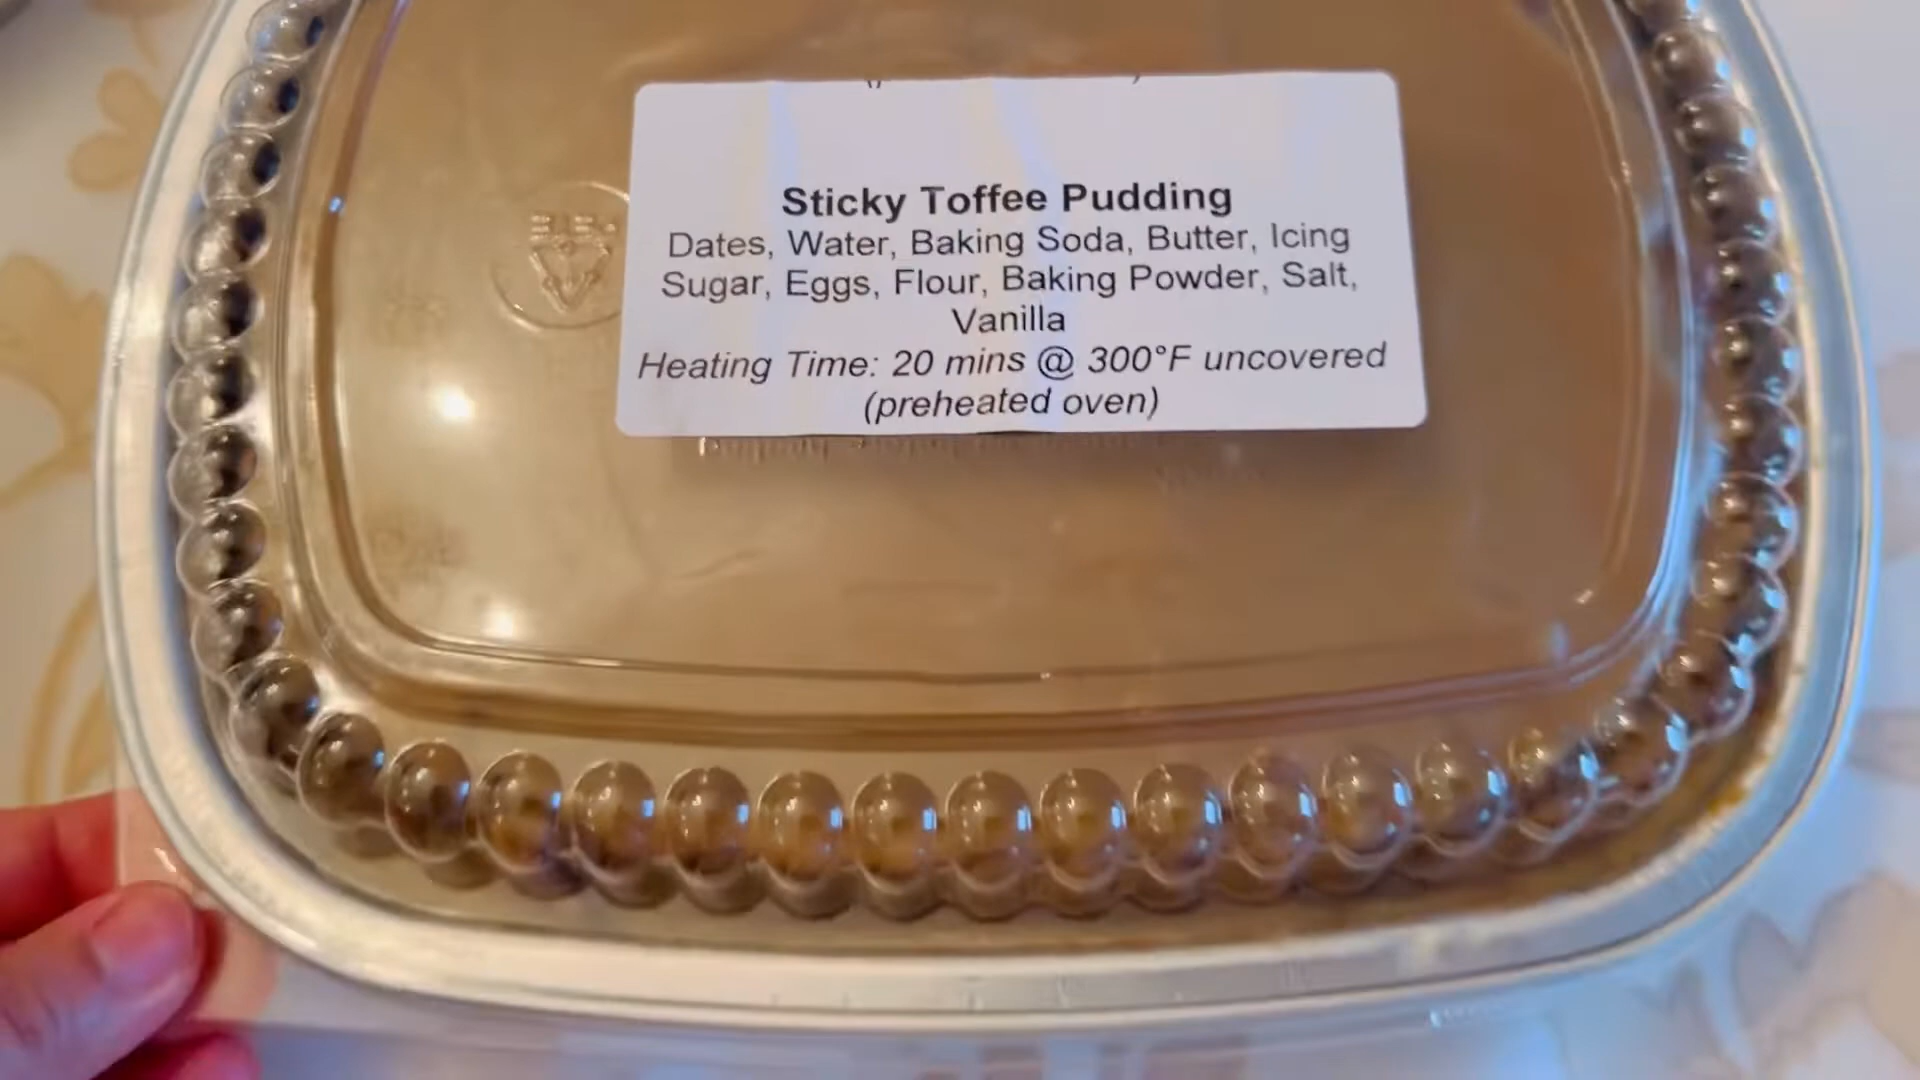 Sticky Toffee Pudding
Dates, Water, Baking Soda, Butter, Icing
Sugar, Eggs, Flour, Baking Powder, Salt,
Vanilla
Heating Time: 20 mins @ 300°F uncovered
(preheated oven)